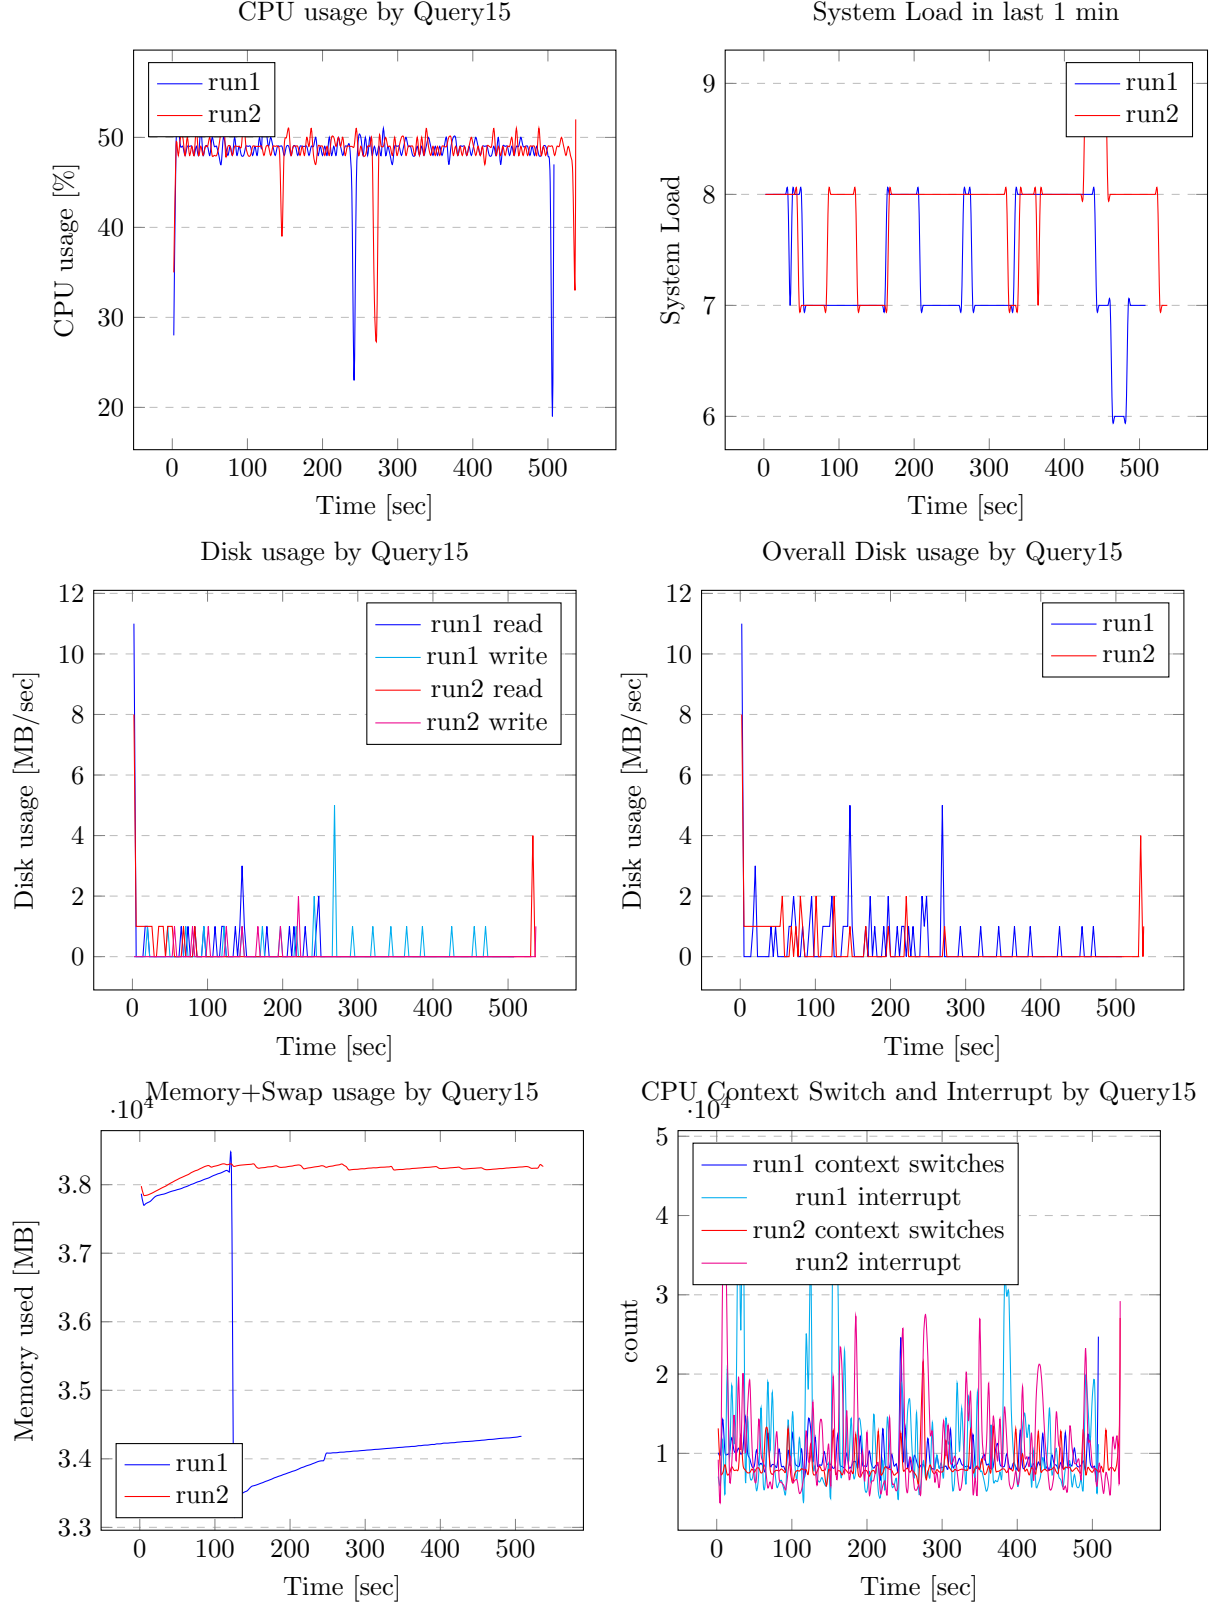 CPU usage by Query15
run1
run2
50
40
30
20
CPU usage [%]
0 100 200 300 400 500
Time [sec]
System Load in last 1 min
run1
run2
9
8
7
6
System Load
0 100 200 300 400 500
Time [sec]
Disk usage by Query15
run1 read
run1 write
run2 read
run2 write
12
10
8
6
4
2
0
Disk usage [MB/sec]
0 100 200 300 400 500
Time [sec]
Overall Disk usage by Query15
run1
run2
12
10
8
6
4
2
0
Disk usage [MB/sec]
0 100 200 300 400 500
Time [sec]
Memory+Swap usage by Query15
·10⁴
3.8
3.7
3.6
3.5
3.4
3.3
Memory used [MB]
run1
run2
0 100 200 300 400 500
Time [sec]
CPU Context Switch and Interrupt by Query15
·10⁴
run1 context switches
run1 interrupt
run2 context switches
run2 interrupt
5
4
3
2
1
count
0 100 200 300 400 500
Time [sec]